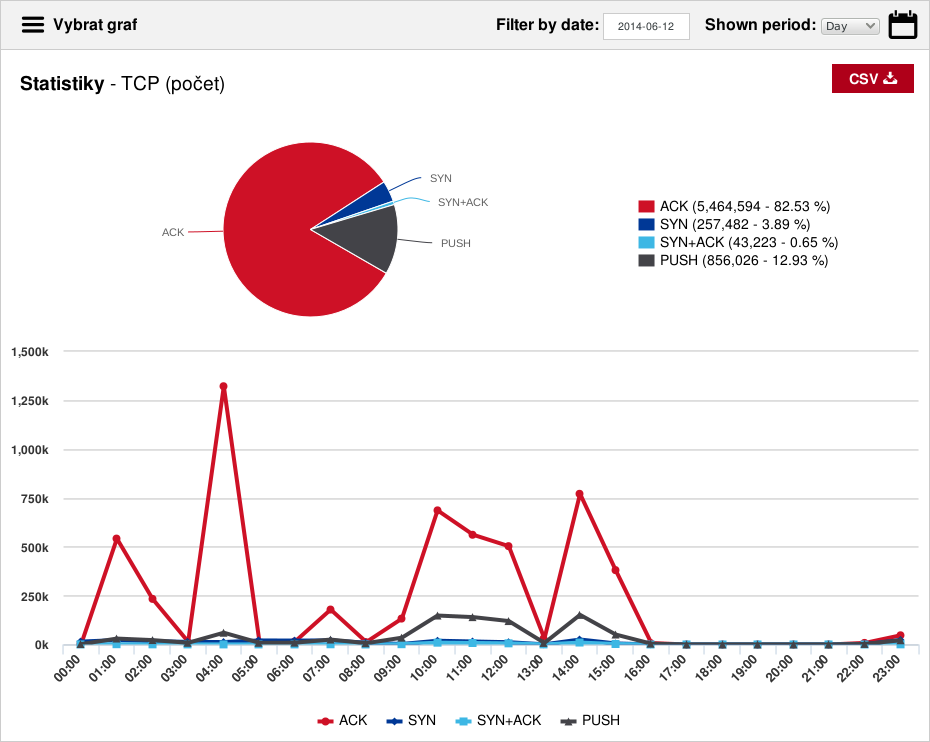 Vybrat graf Filter by date: 2014-06-12 Shown period: Day
Statistiky - TCP (počet) CSV
SYN
SYN+ACK
ACK
PUSH
ACK (5,464,594 - 82.53 %)
SYN (257,482 - 3.89 %)
SYN+ACK (43,223 - 0.65 %)
PUSH (856,026 - 12.93 %)
1,500k
1,250k
1,000k
750k
500k
250k
0k
00:00 01:00 02:00 03:00 04:00 05:00 06:00 07:00 08:00 09:00 10:00 11:00 12:00 13:00 14:00 15:00 16:00 17:00 18:00 19:00 20:00 21:00 22:00 23:00
ACK SYN SYN+ACK PUSH